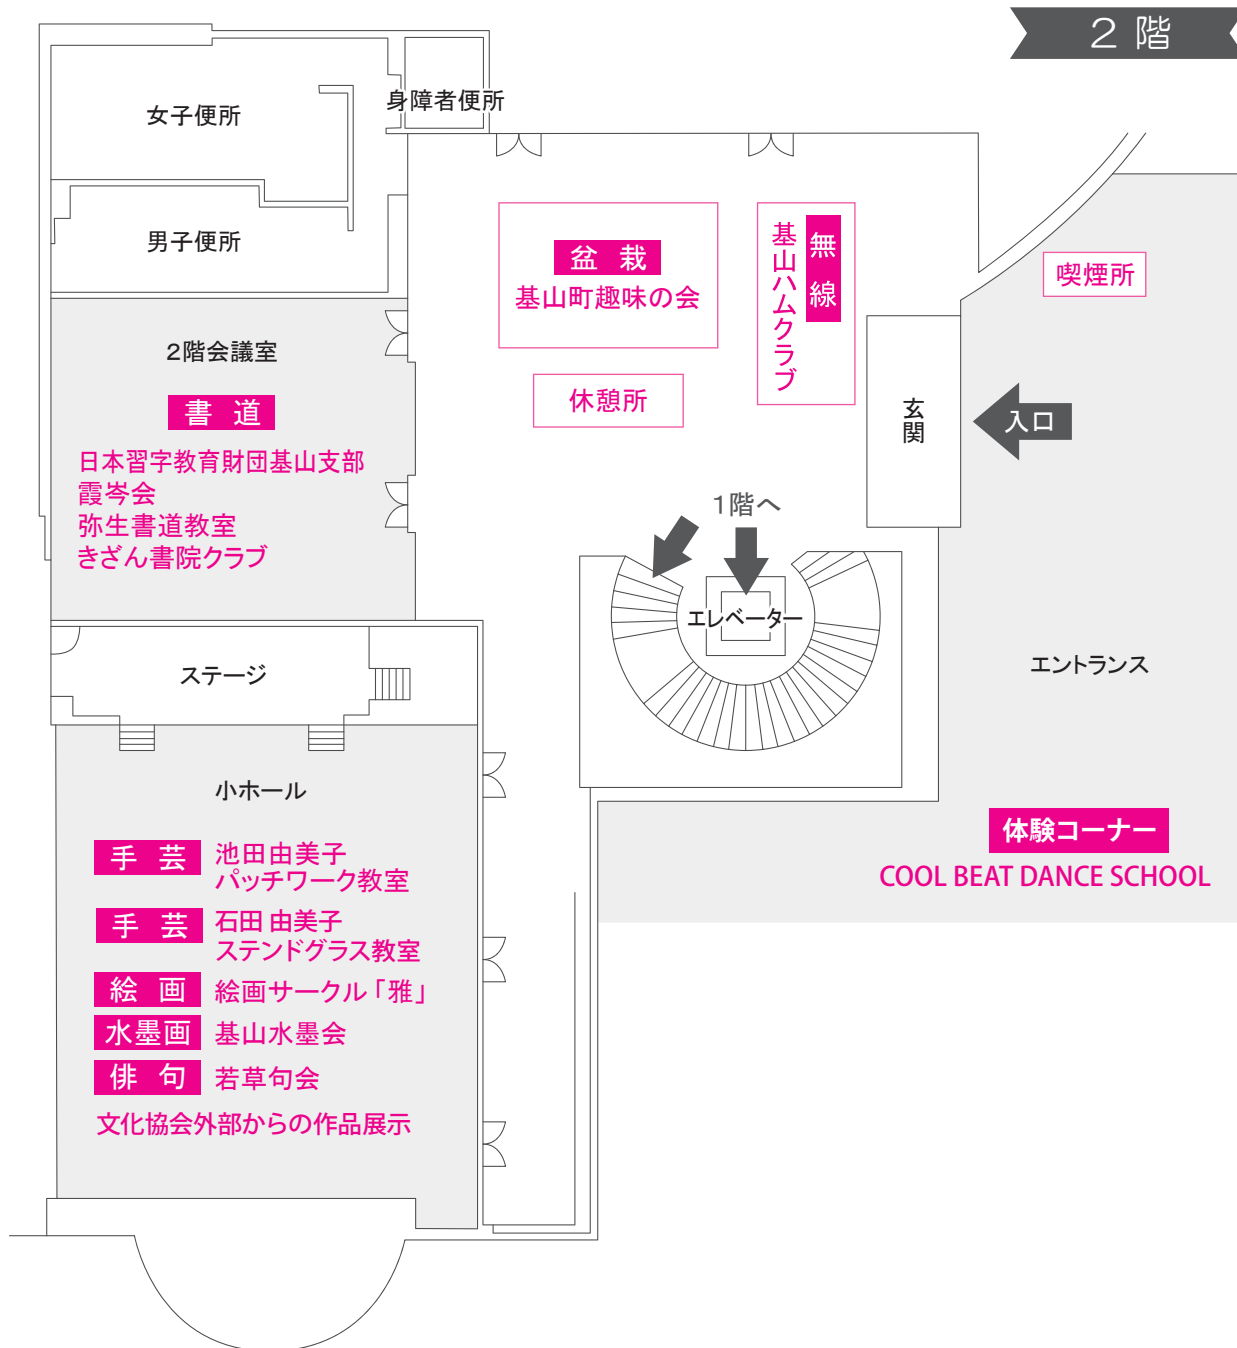 2 階
身障者便所
女子便所
男子便所
盆 栽
基山町趣味の会
無線
基山ハムクラブ
喫煙所
2階会議室
書 道
日本習字教育財団基山支部
霞岑会
弥生書道教室
きざん書院クラブ
休憩所
玄関
入口
1階へ
エレベーター
エントランス
ステージ
小ホール
手 芸
池田由美子
パッチワーク教室
手 芸
石田由美子
ステンドグラス教室
絵 画
絵画サークル「雅」
水墨画
基山水墨会
俳 句
若草句会
文化協会外部からの作品展示
体験コーナー
COOL BEAT DANCE SCHOOL